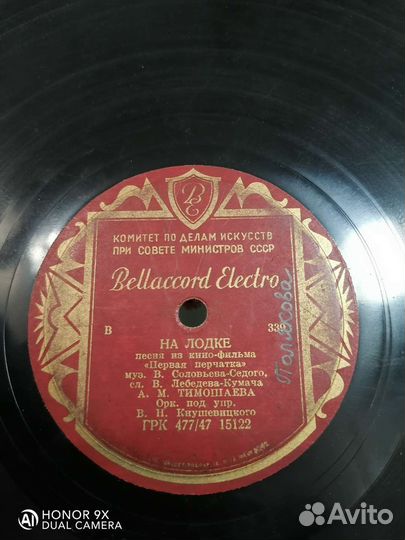 BE
КОМИТЕТ ПО ДЕЛАМ ИСКУССТВ
ПРИ СОВЕТЕ МИНИСТРОВ СССР
Bellaccord Electro
В
339
НА ЛОДКЕ
песня из кино-фильма
«Первая перчатка»
муз. В. Соловьева-Седого,
сл. В. Лебедева-Кумача
А. М. ТИМОШАЕВА
Орк. под упр.
В. Н. Кнушевицкого
ГРК 477/47 15122
HONOR 9X
DUAL CAMERA
Avito